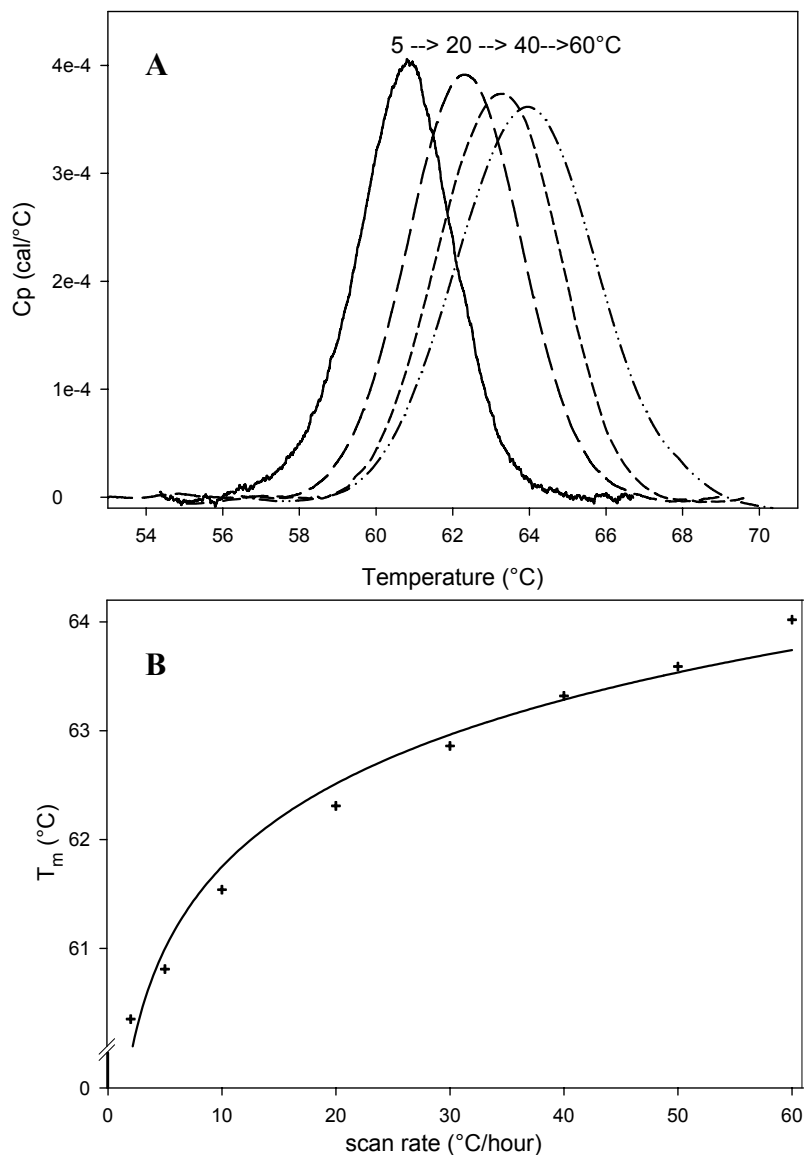 5 --> 20 --> 40-->60°C
A
4e-4
3e-4
2e-4
1e-4
0
Cp (cal/°C)
54 56 58 60 62 64 66 68 70
Temperature (°C)
B
64
63
62
61
0
Tm (°C)
0 10 20 30 40 50 60
scan rate (°C/hour)